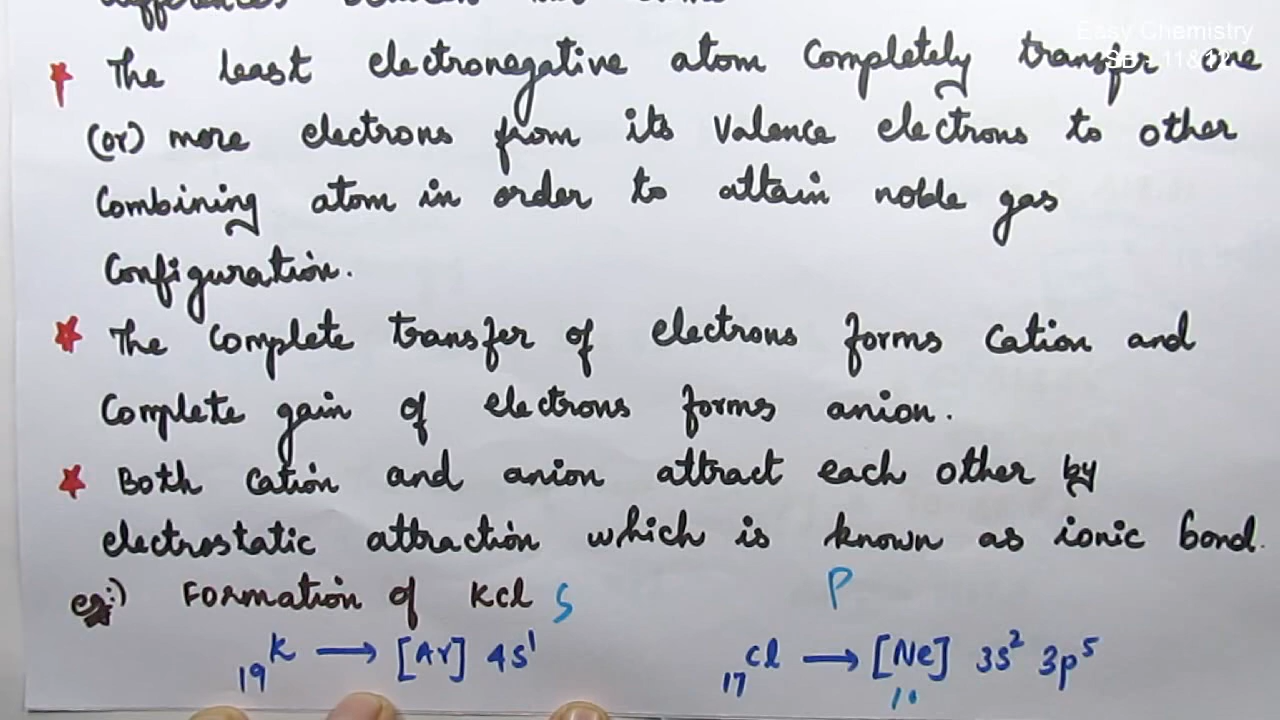 Easy Chemistry
★ The least electronegative atom completely transfer one
(or) more electrons from its valence electrons to other
combining atom in order to attain noble gas
configuration.
★ The complete transfer of electrons forms cation and
complete gain of electrons forms anion.
★ Both cation and anion attract each other by
electrostatic attraction which is known as ionic bond.
eg:) Formation of KCl S P
₁₉K → [Ar] 4s¹ ₁₇Cl → [Ne] 3s² 3p⁵
10